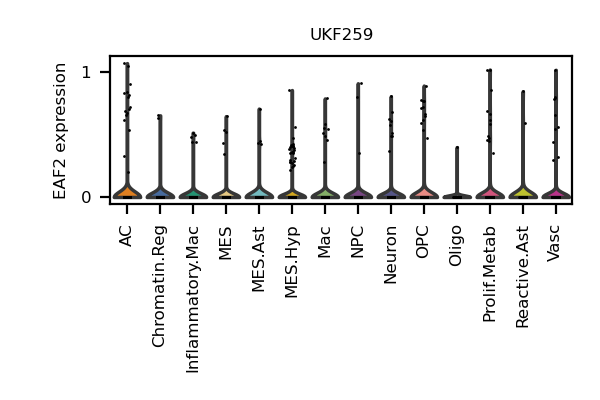 UKF259
EAF2 expression
1
0
AC
Chromatin.Reg
Inflammatory.Mac
MES
MES.Ast
MES.Hyp
Mac
NPC
Neuron
OPC
Oligo
Prolif.Metab
Reactive.Ast
Vasc